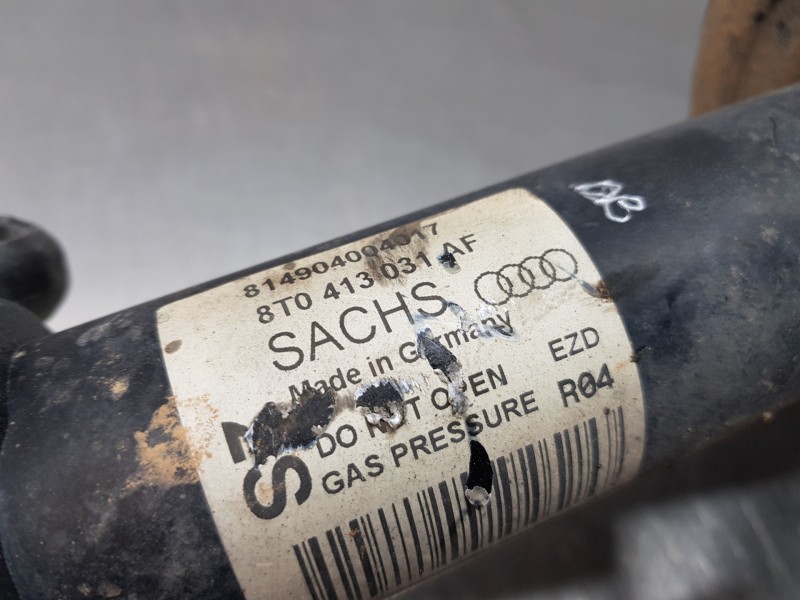 814904004017
8T0 413 031 AF
SACHS
Made in Germany
EZD
DO NOT OPEN
GAS PRESSURE R04